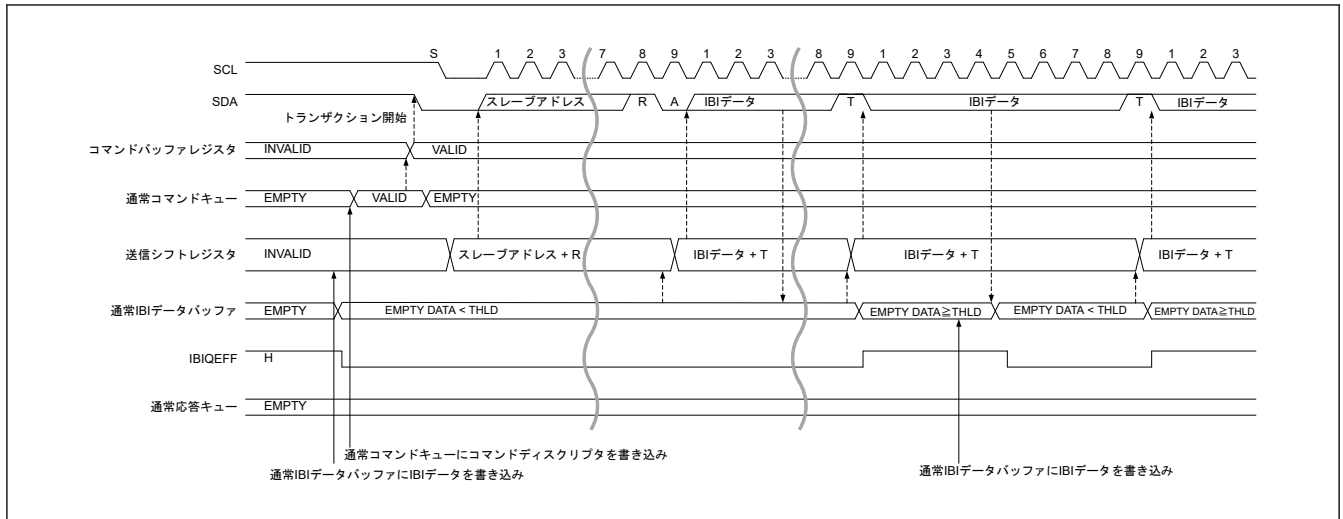 S 1 2 3 7 8 9 1 2 3 8 9 1 2 3 4 5 6 7 8 9 1 2 3
SCL
SDA スレーブアドレス R A IBIデータ T IBIデータ T IBIデータ
トランザクション開始
コマンドバッファレジスタ INVALID VALID
通常コマンドキュー EMPTY VALID EMPTY
送信シフトレジスタ INVALID スレーブアドレス + R IBIデータ + T IBIデータ + T IBIデータ + T
通常IBIデータバッファ EMPTY EMPTY DATA < THLD EMPTY DATA≧THLD EMPTY DATA < THLD EMPTY DATA≧THLD
IBIQEFF H
通常応答キュー EMPTY
通常コマンドキューにコマンドディスクリプタを書き込み
通常IBIデータバッファにIBIデータを書き込み 通常IBIデータバッファにIBIデータを書き込み